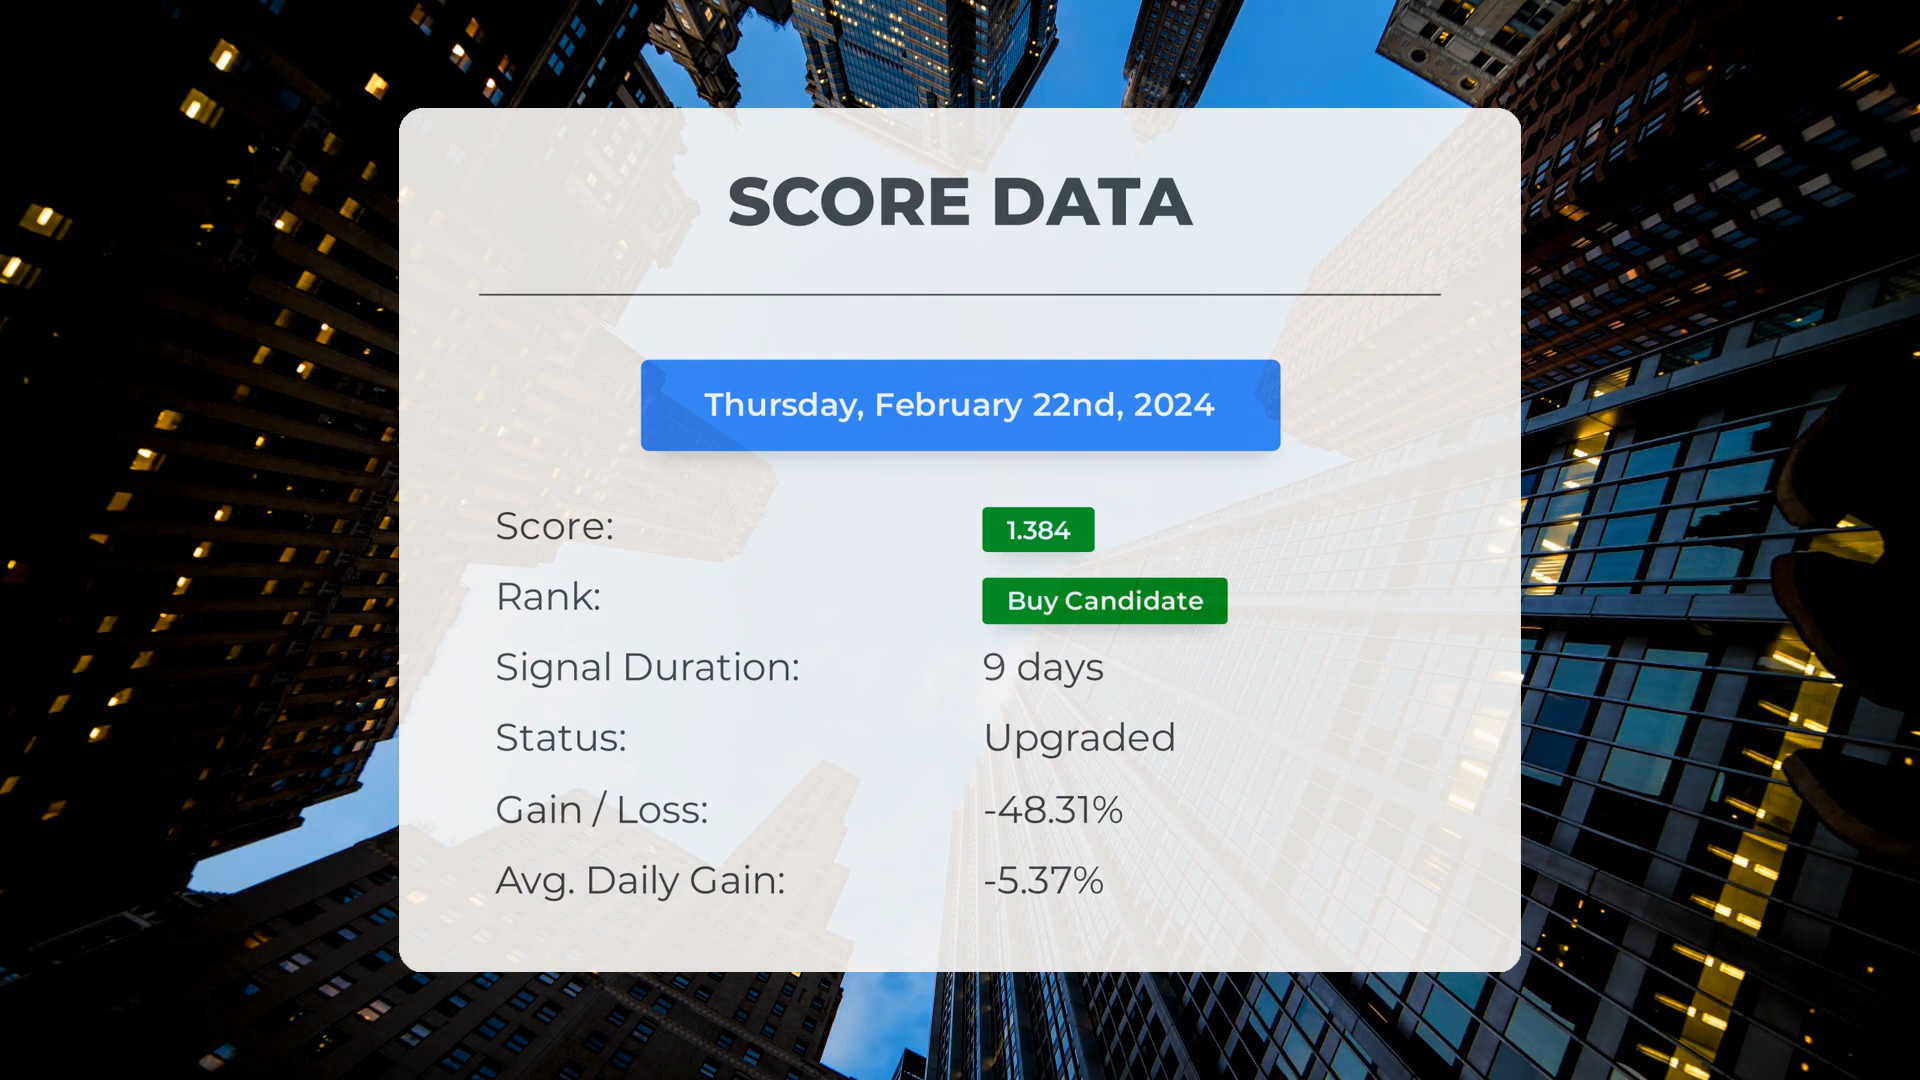 SCORE DATA
Thursday, February 22nd, 2024
Score: 1.384
Rank: Buy Candidate
Signal Duration: 9 days
Status: Upgraded
Gain / Loss: -48.31%
Avg. Daily Gain: -5.37%